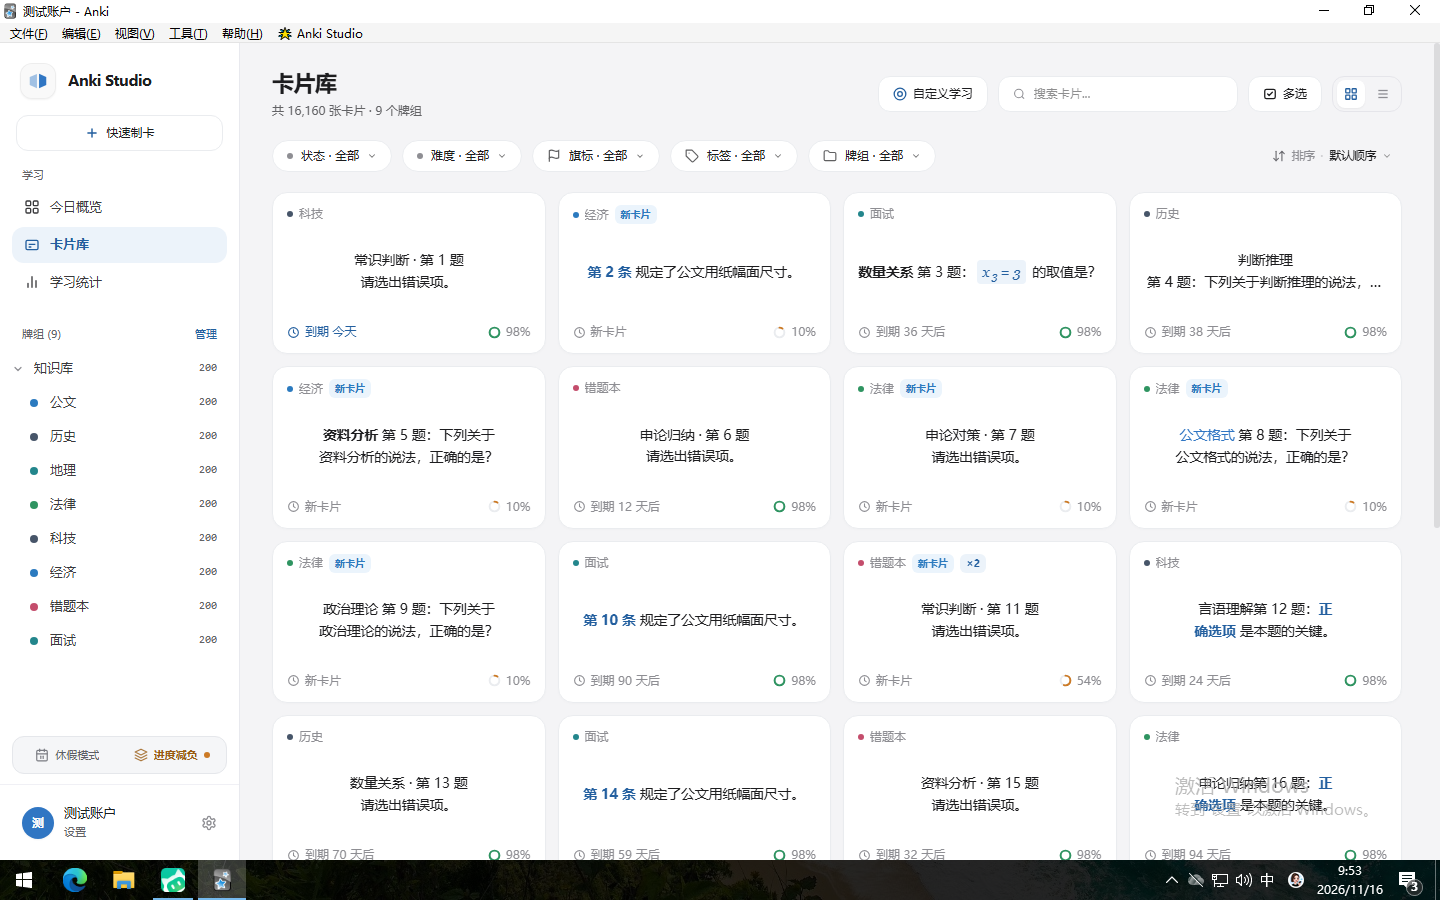 测试账户 - Anki
文件(F) 编辑(E) 视图(V) 工具(T) 帮助(H) Anki Studio
Anki Studio
快速制卡
学习
今日概览
卡片库
学习统计
牌组 (9) 管理
知识库 200
公文 200
历史 200
地理 200
法律 200
科技 200
经济 200
错题本 200
面试 200
休假模式 进度减负
测 测试账户
设置
卡片库
共 16,160 张卡片 · 9 个牌组
自定义学习 搜索卡片... 多选
状态 · 全部 难度 · 全部 旗标 · 全部 标签 · 全部 牌组 · 全部 排序 · 默认顺序
科技
常识判断 · 第 1 题
请选出错误项。
到期 今天 98%
经济 新卡片
第 2 条 规定了公文用纸幅面尺寸。
新卡片 10%
面试
数量关系 第 3 题： x3 = 3 的取值是？
到期 36 天后 98%
历史
判断推理
第 4 题：下列关于判断推理的说法，...
到期 38 天后 98%
经济 新卡片
资料分析 第 5 题：下列关于
资料分析的说法，正确的是？
新卡片 10%
错题本
申论归纳 · 第 6 题
请选出错误项。
到期 12 天后 98%
法律 新卡片
申论对策 · 第 7 题
请选出错误项。
新卡片 10%
法律 新卡片
公文格式 第 8 题：下列关于
公文格式的说法，正确的是？
新卡片 10%
法律 新卡片
政治理论 第 9 题：下列关于
政治理论的说法，正确的是？
新卡片 10%
面试
第 10 条 规定了公文用纸幅面尺寸。
到期 90 天后 98%
错题本 新卡片 ×2
常识判断 · 第 11 题
请选出错误项。
新卡片 54%
科技
言语理解第 12 题：正
确选项 是本题的关键。
到期 24 天后 98%
历史
数量关系 · 第 13 题
请选出错误项。
到期 70 天后 98%
面试
第 14 条 规定了公文用纸幅面尺寸。
到期 59 天后 98%
错题本
资料分析 · 第 15 题
请选出错误项。
到期 32 天后 98%
法律
申论归纳第 16 题：正
确选项 是本题的关键。
到期 94 天后 98%
激活 Windows
转到"设置"以激活 Windows。
中
9:53
2026/11/16
3